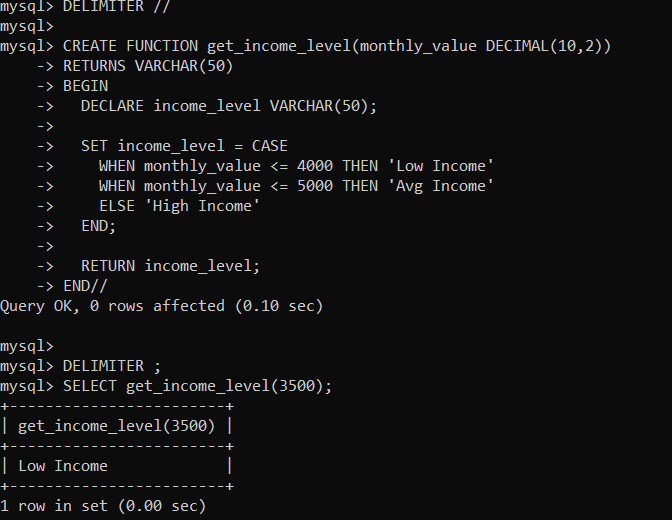 mysql> DELIMITER //
mysql>
mysql> CREATE FUNCTION get_income_level(monthly_value DECIMAL(10,2))
    -> RETURNS VARCHAR(50)
    -> BEGIN
    ->   DECLARE income_level VARCHAR(50);
    ->
    ->   SET income_level = CASE
    ->     WHEN monthly_value <= 4000 THEN 'Low Income'
    ->     WHEN monthly_value <= 5000 THEN 'Avg Income'
    ->     ELSE 'High Income'
    ->   END;
    ->
    ->   RETURN income_level;
    -> END//
Query OK, 0 rows affected (0.10 sec)

mysql>
mysql> DELIMITER ;
mysql> SELECT get_income_level(3500);
+------------------------+
| get_income_level(3500) |
+------------------------+
| Low Income             |
+------------------------+
1 row in set (0.00 sec)